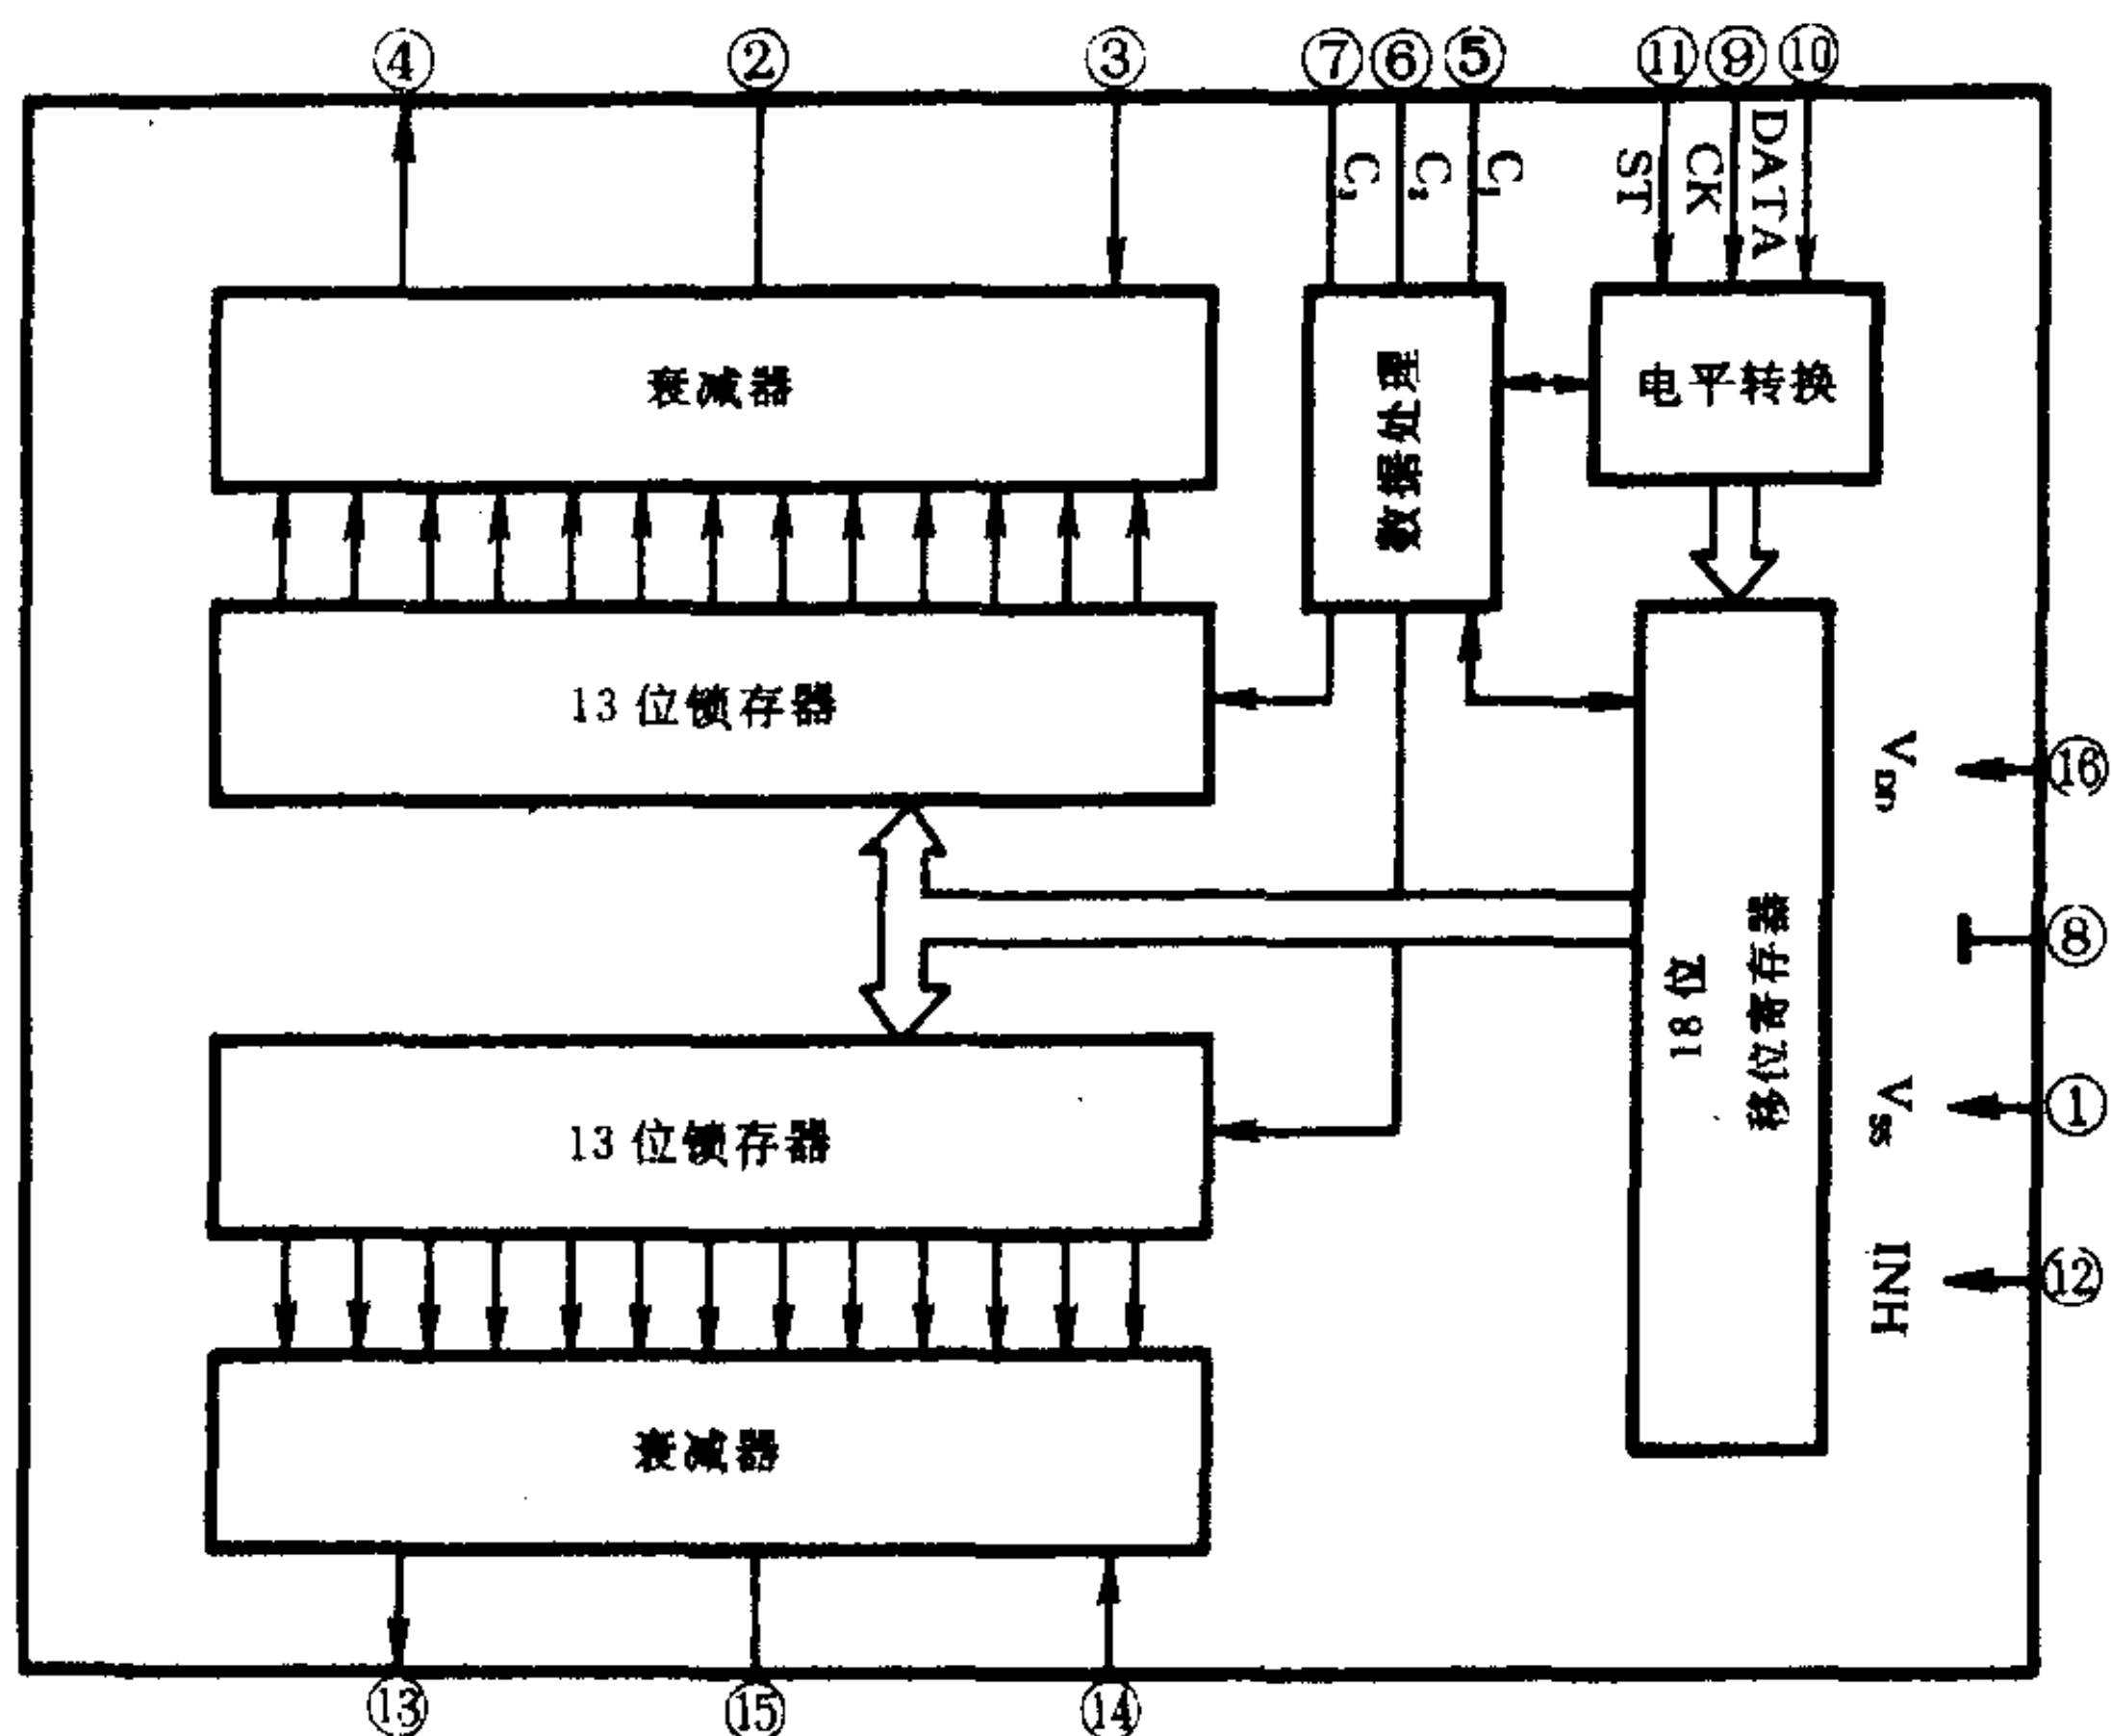 ④ ② ③ ⑦ ⑥ ⑤ ⑪ ⑨ ⑩
C₃
C₂
C₁
ST
CK
DATA
衰减器
数据处理
电平转换
13位锁存器
V_DD
⑯
⑧
18位
移位寄存器
13位锁存器
V_SS
①
INH
⑫
衰减器
⑬ ⑮ ⑭